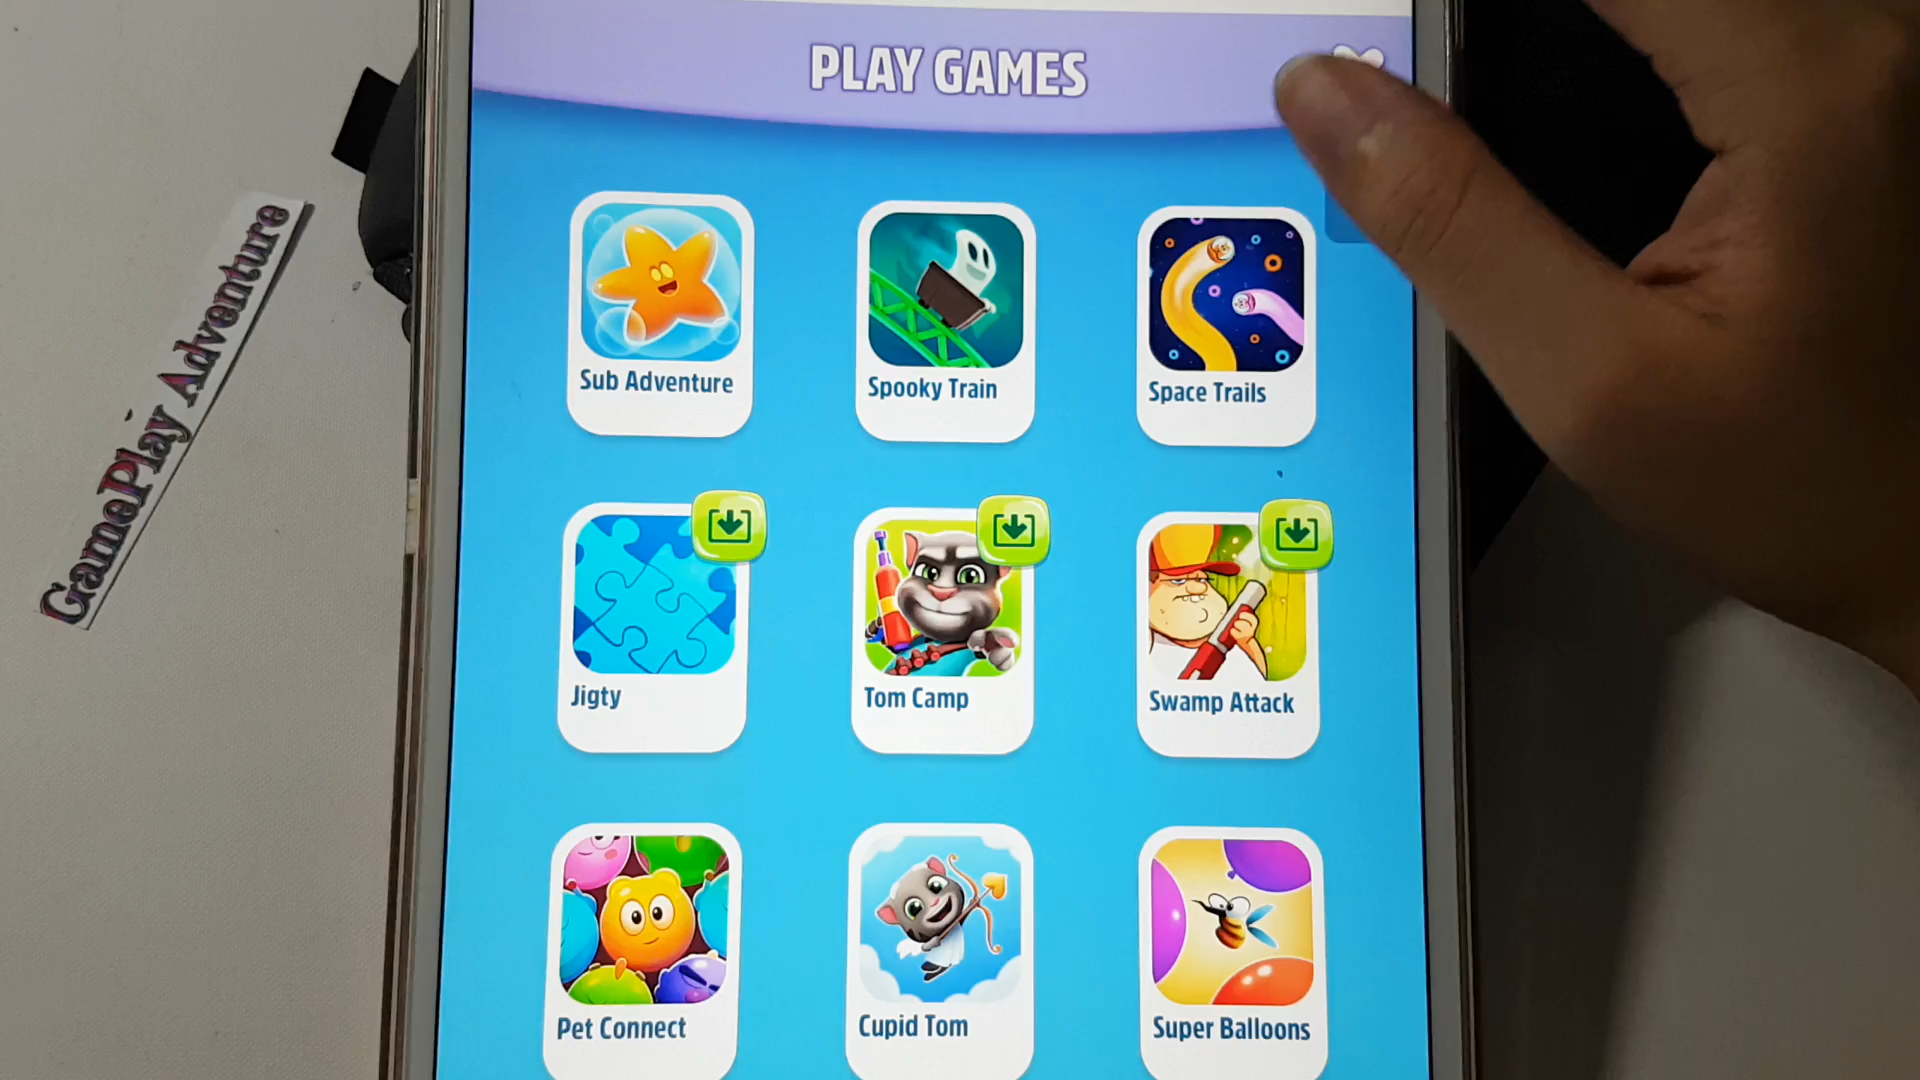 PLAY GAMES
GamePlay Adventure
Sub Adventure
Spooky Train
Space Trails
Jigty
Tom Camp
Swamp Attack
Pet Connect
Cupid Tom
Super Balloons